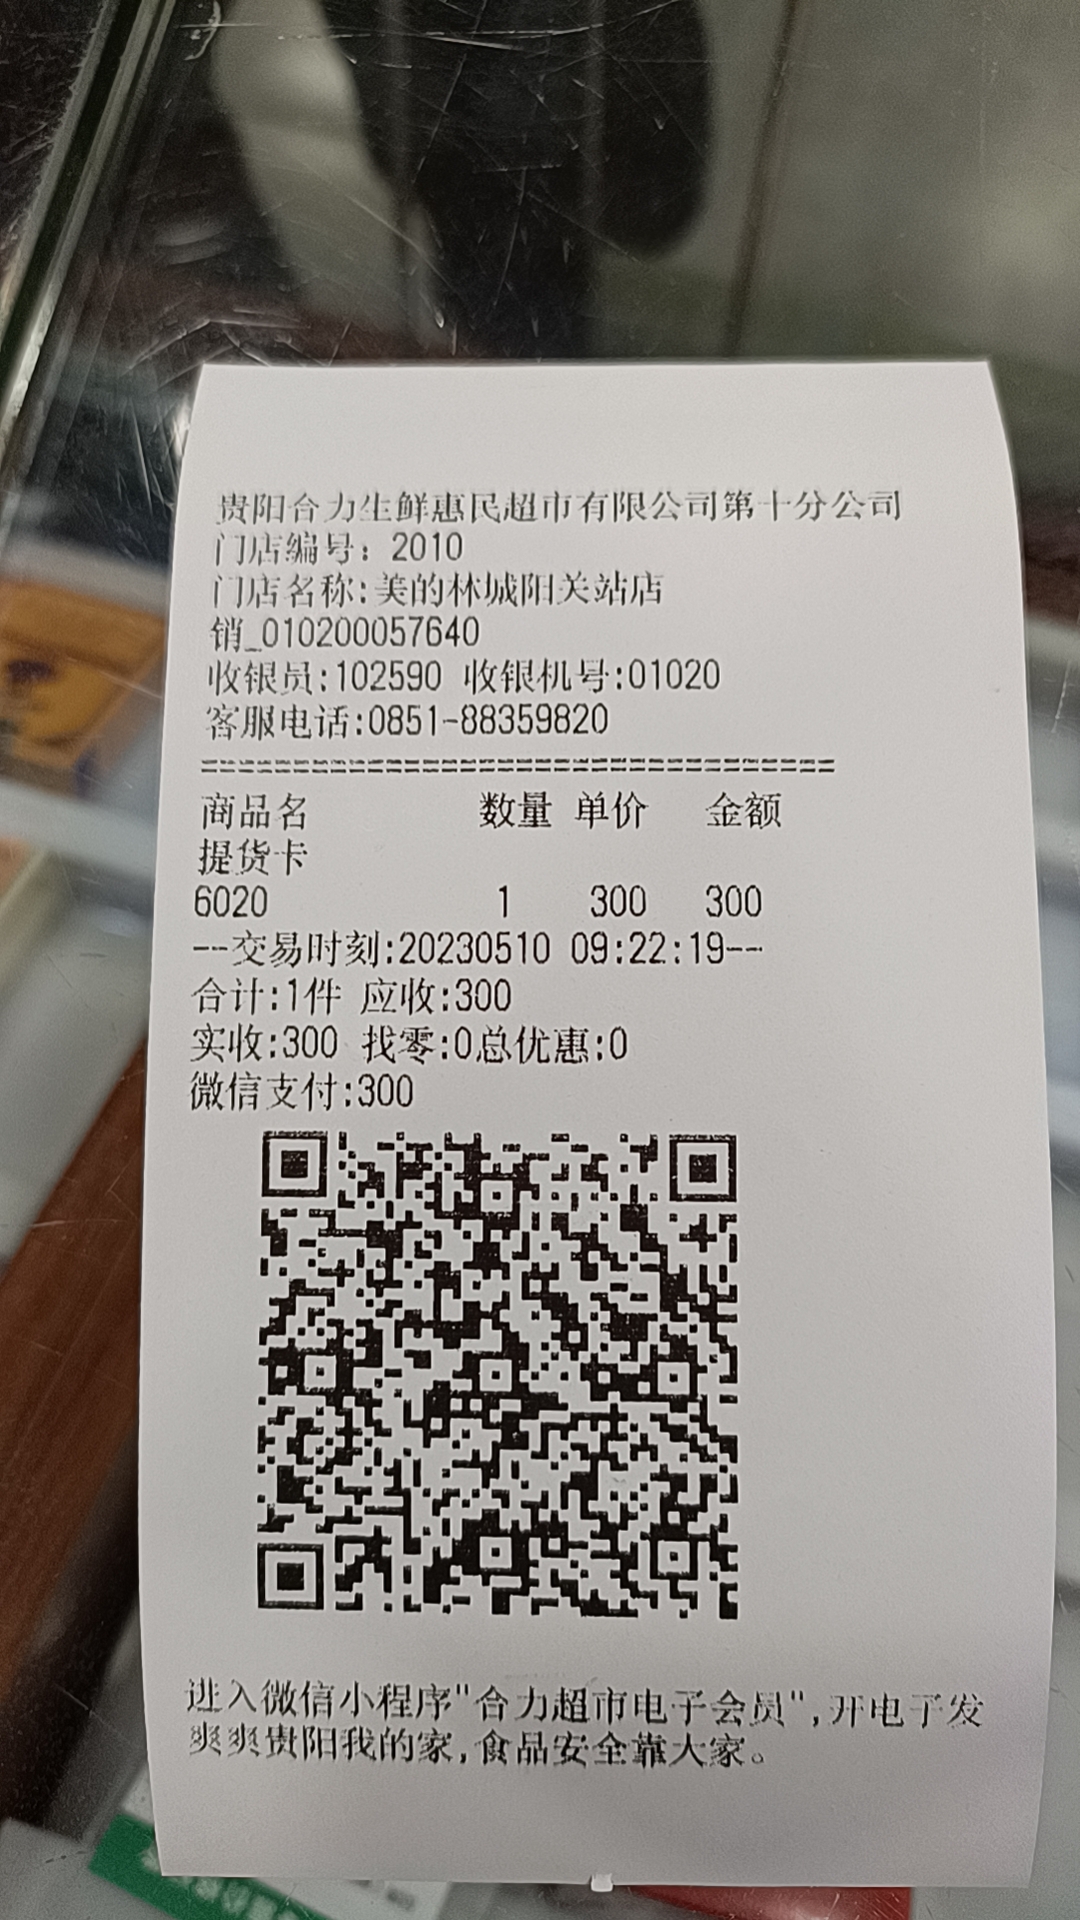 贵阳合力生鲜惠民超市有限公司第十分公司
门店编号：2010
门店名称:美的林城阳关站店
销_010200057640
收银员:102590 收银机号:01020
客服电话:0851-88359820
==================================
商品名 数量 单价 金额
提货卡
6020 1 300 300
--交易时刻:20230510 09:22:19--
合计:1件 应收:300
实收:300 找零:0总优惠:0
微信支付:300
进入微信小程序"合力超市电子会员",开电子发
爽爽贵阳我的家,食品安全靠大家。